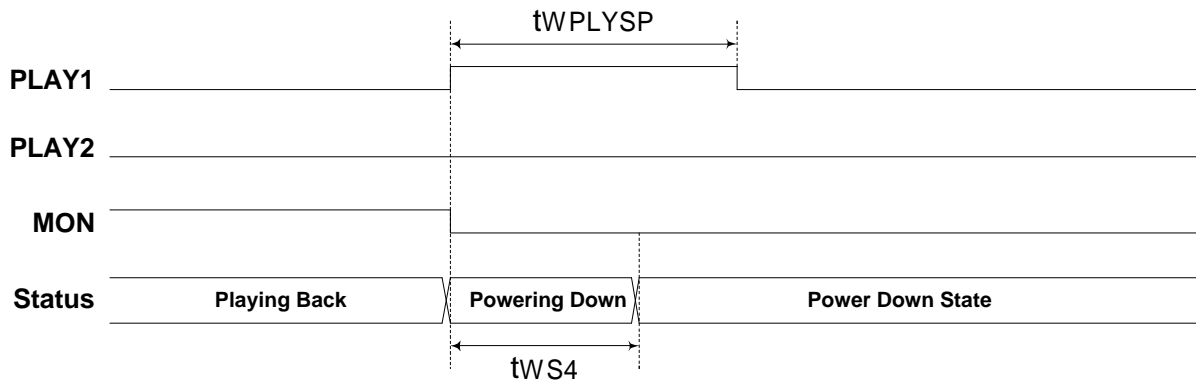 tWPLYSP
PLAY1
PLAY2
MON
Status
Playing Back
Powering Down
Power Down State
tWS4